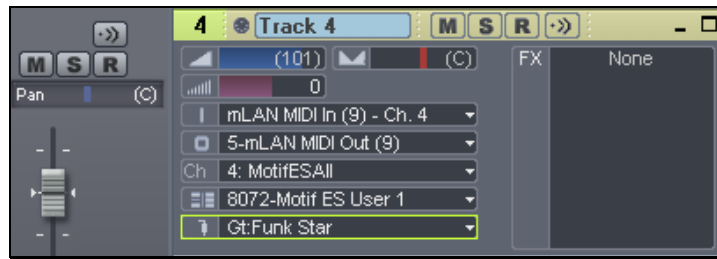 4 Track 4 M S R
M S R
Pan (C)
(101) (C) FX None
0
mLAN MIDI In (9) - Ch. 4
5-mLAN MIDI Out (9)
Ch 4: MotifESAll
8072-Motif ES User 1
Gt:Funk Star